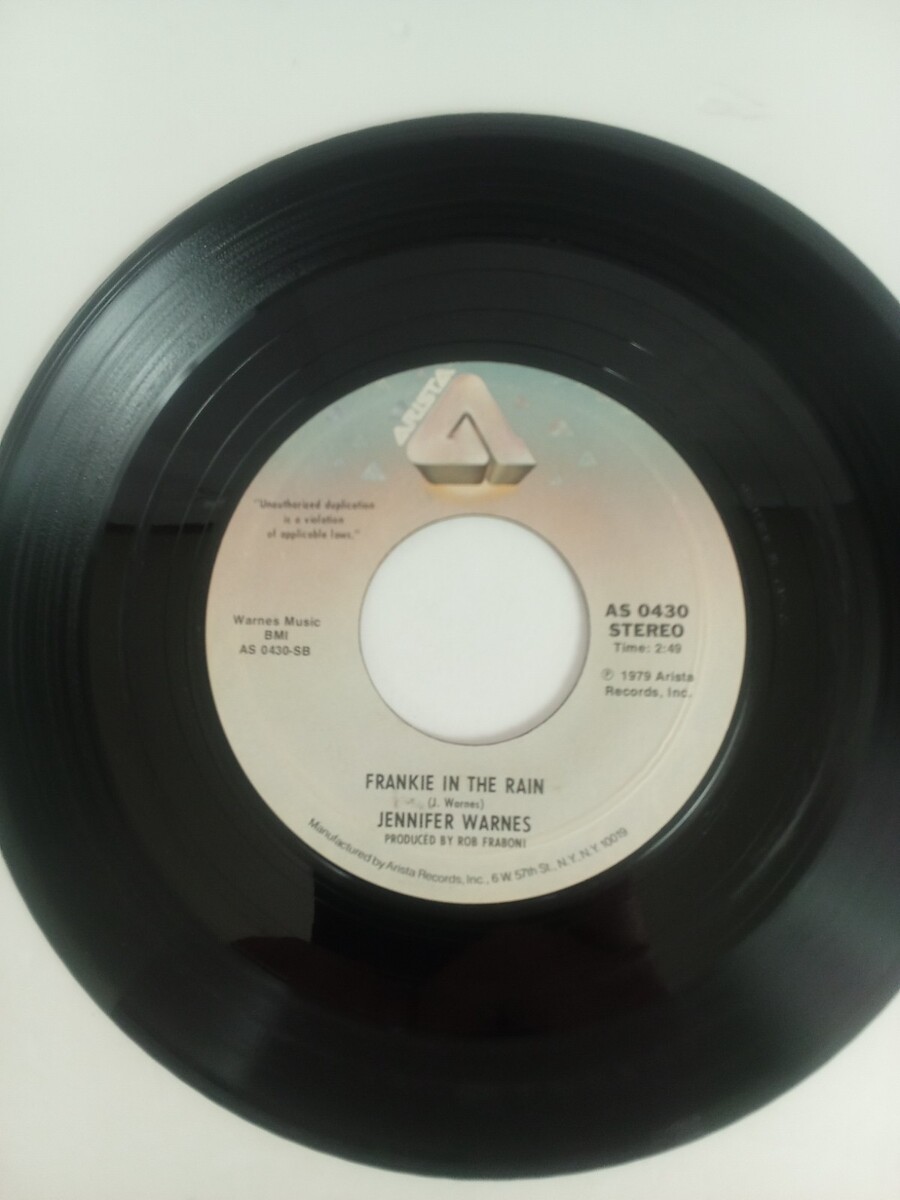 ARISTA
"Unauthorized duplication
is a violation
of applicable laws."
Warnes Music
BMI
AS 0430-SB
AS 0430
STEREO
Time: 2:49
℗ 1979 Arista
Records, Inc.
FRANKIE IN THE RAIN
(J. Warnes)
JENNIFER WARNES
PRODUCED BY ROB FRABONI
Manufactured by Arista Records, Inc., 6 W. 57th St., N.Y., N.Y. 10019